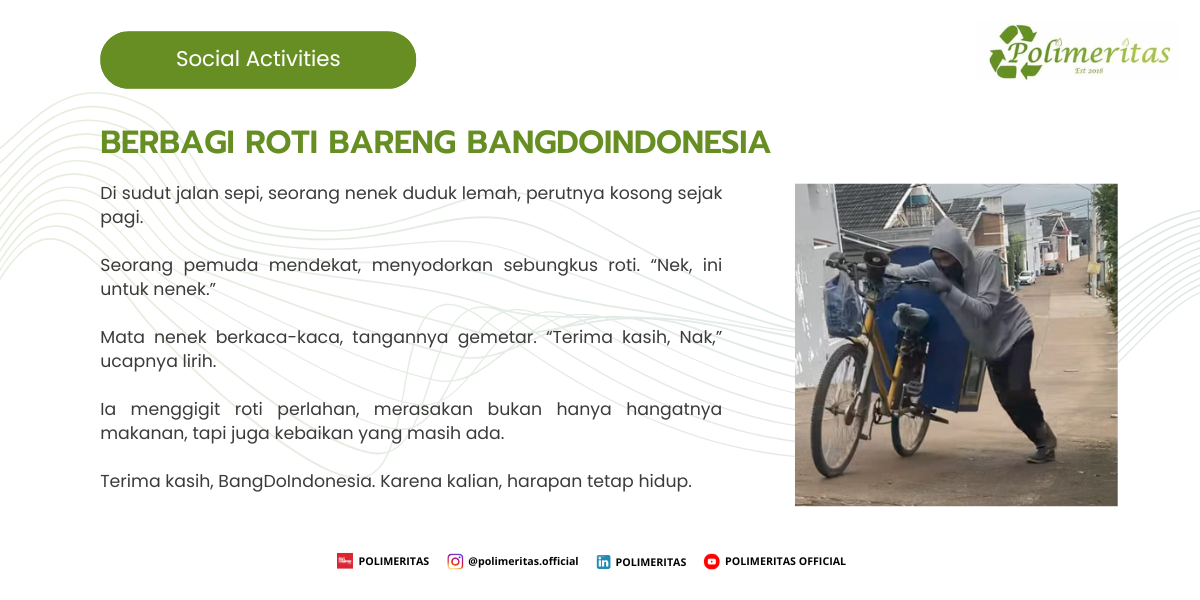 Social Activities
Polimeritas
Est 2018
BERBAGI ROTI BARENG BANGDOINDONESIA
Di sudut jalan sepi, seorang nenek duduk lemah, perutnya kosong sejak
pagi.
Seorang pemuda mendekat, menyodorkan sebungkus roti. “Nek, ini
untuk nenek.”
Mata nenek berkaca-kaca, tangannya gemetar. “Terima kasih, Nak,”
ucapnya lirih.
Ia menggigit roti perlahan, merasakan bukan hanya hangatnya
makanan, tapi juga kebaikan yang masih ada.
Terima kasih, BangDoIndonesia. Karena kalian, harapan tetap hidup.
POLIMERITAS
@polimeritas.official
POLIMERITAS
POLIMERITAS OFFICIAL